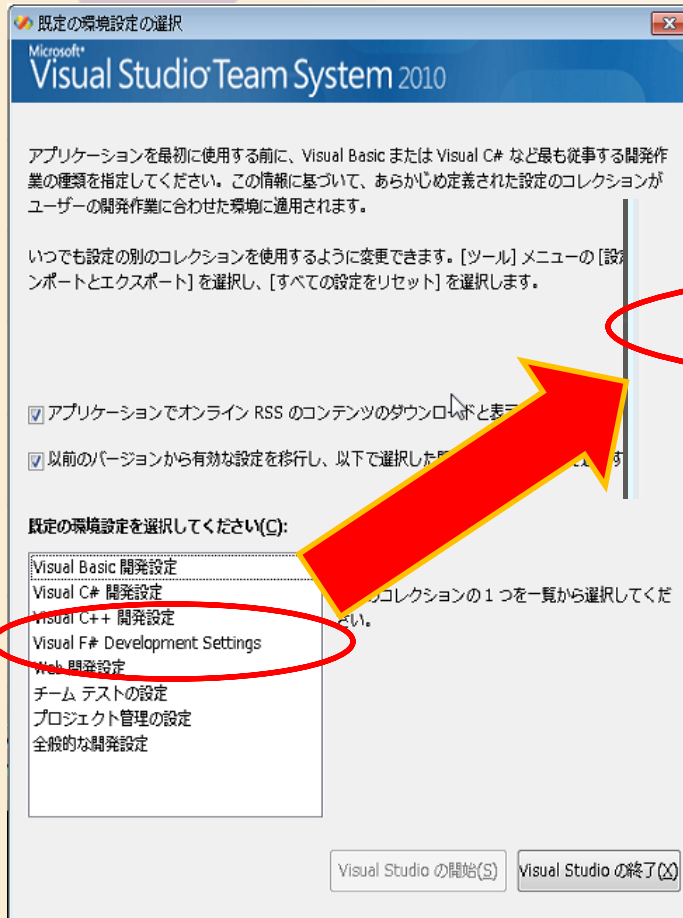 既定の環境設定の選択
Microsoft
Visual Studio Team System 2010
アプリケーションを最初に使用する前に、Visual Basic または Visual C# など最も従事する開発作
業の種類を指定してください。この情報に基づいて、あらかじめ定義された設定のコレクションが
ユーザーの開発作業に合わせた環境に適用されます。
いつでも設定の別のコレクションを使用するように変更できます。[ツール] メニューの [設
ンポートとエクスポート] を選択し、[すべての設定をリセット] を選択します。
アプリケーションでオンライン RSS のコンテンツのダウンロードと表
以前のバージョンから有効な設定を移行し、以下で選択した
既定の環境設定を選択してください(C):
Visual Basic 開発設定
Visual C# 開発設定
Visual C++ 開発設定
Visual F# Development Settings
Web 開発設定
チーム テストの設定
プロジェクト管理の設定
全般的な開発設定
コレクションの 1 つを一覧から選択してくだ
さい。
Visual Studio の開始(S)
Visual Studio の終了(X)